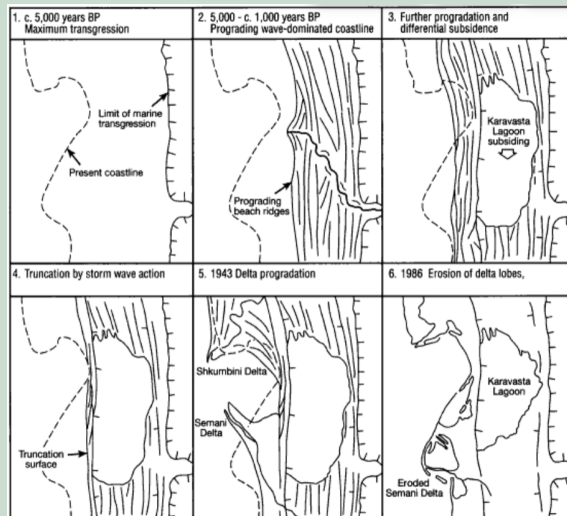 1. c. 5,000 years BP
Maximum transgression
Limit of marine
transgression
Present coastline
2. 5,000 - c. 1,000 years BP
Prograding wave-dominated coastline
Prograding
beach ridges
3. Further progradation and
differential subsidence
Karavasta
Lagoon
subsiding
4. Truncation by storm wave action
Truncation
surface
5. 1943 Delta progradation
Shkumbini Delta
Semani
Delta
6. 1986 Erosion of delta lobes,
Karavasta
Lagoon
Eroded
Semani Delta